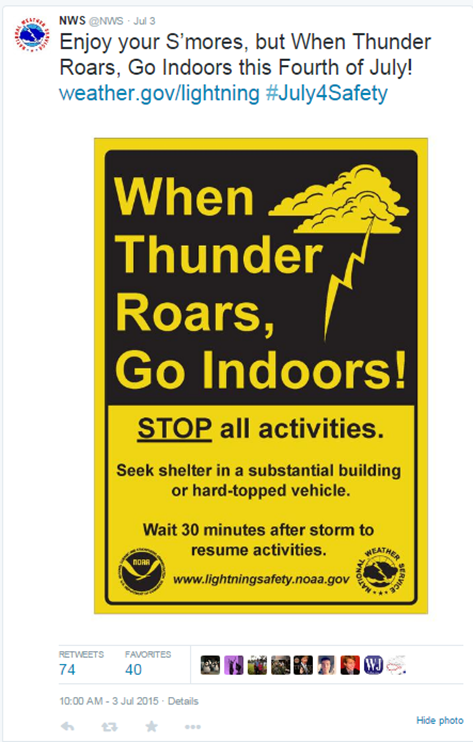 NWS @NWS · Jul 3
Enjoy your S'mores, but When Thunder
Roars, Go Indoors this Fourth of July!
weather.gov/lightning #July4Safety
When
Thunder
Roars,
Go Indoors!
STOP all activities.
Seek shelter in a substantial building
or hard-topped vehicle.
Wait 30 minutes after storm to
resume activities.
NOAA
NATIONAL WEATHER SERVICE
www.lightningsafety.noaa.gov
RETWEETS FAVORITES
74 40
WJ
10:00 AM - 3 Jul 2015 · Details
Hide photo